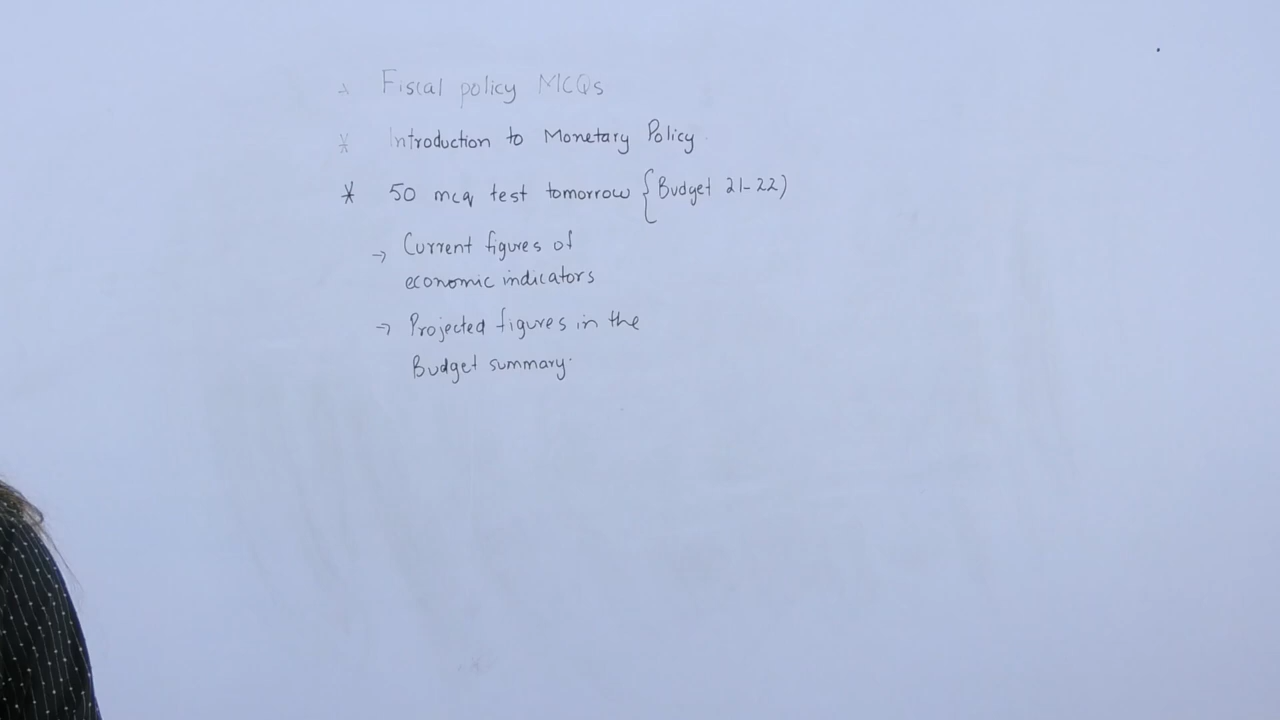 * Fiscal policy MCQs
* Introduction to Monetary Policy.
* 50 mcq test tomorrow {Budget 21-22)
→ Current figures of
economic indicators
→ Projected figures in the
Budget summary.